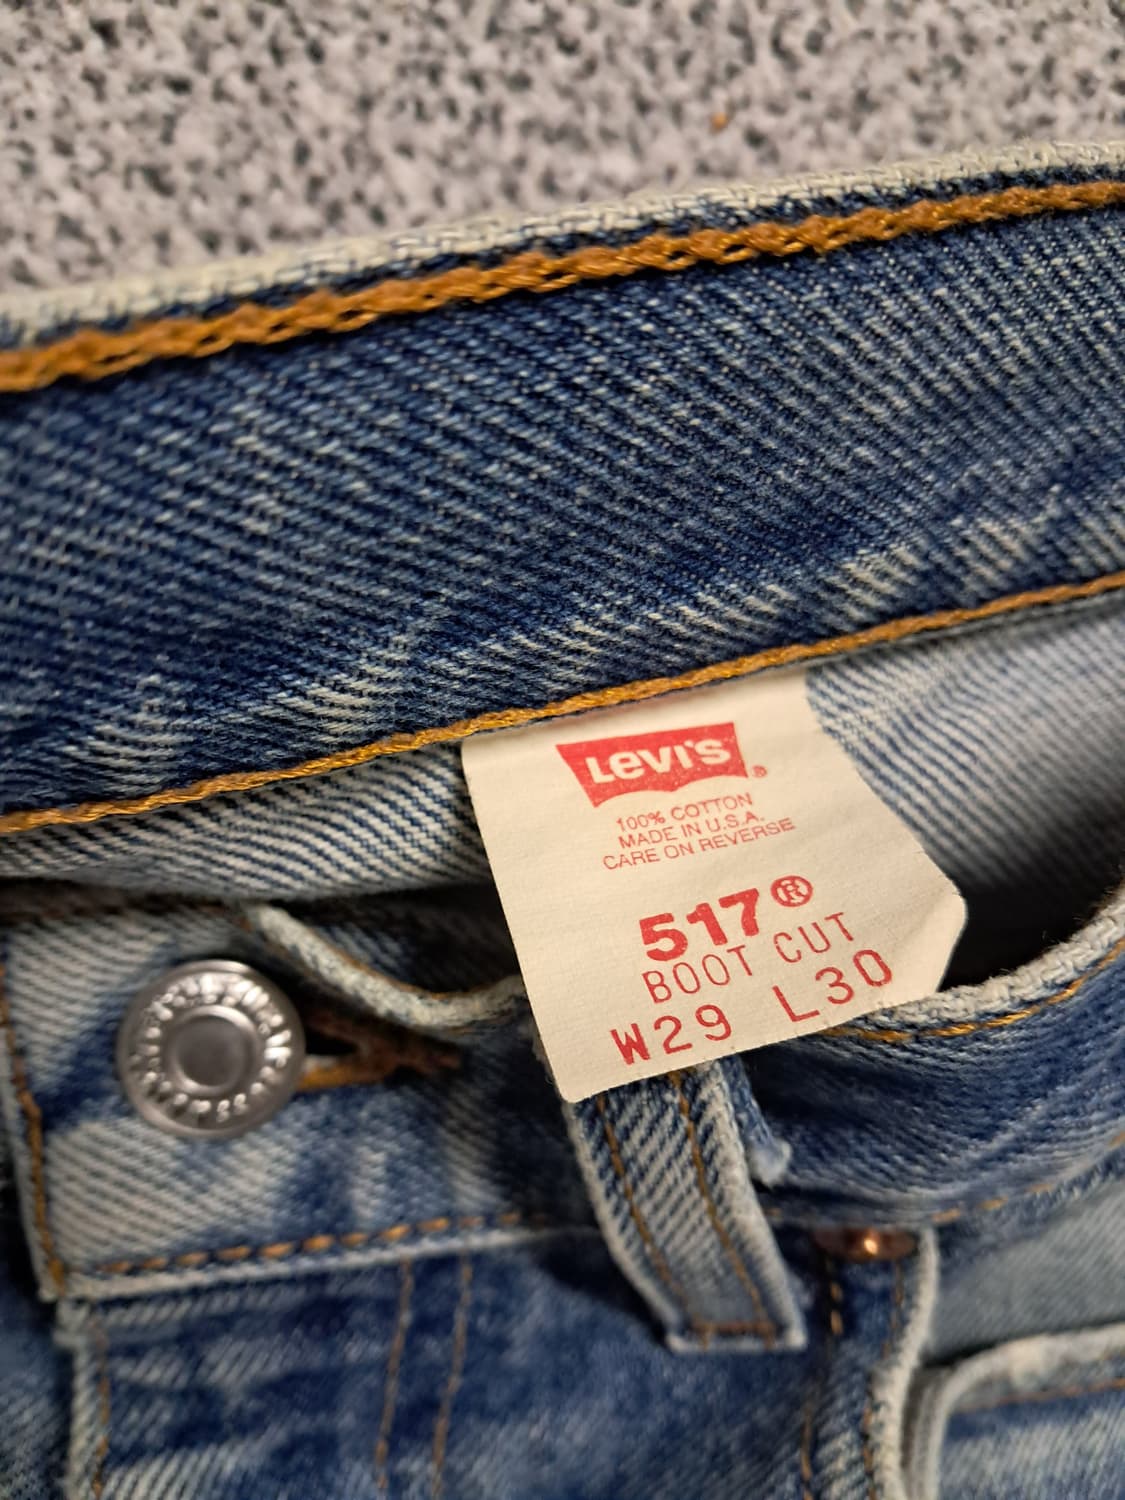 LEVI'S®
100% COTTON
MADE IN U.S.A.
CARE ON REVERSE
517®
BOOT CUT
W29 L30